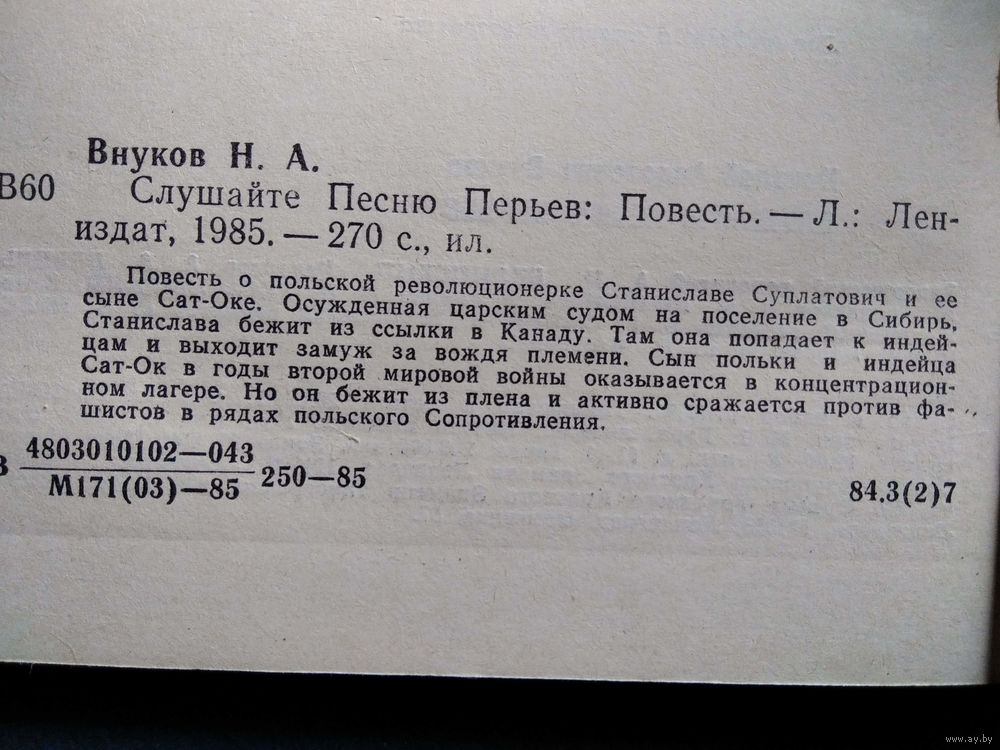 Внуков Н. А.
В60 Слушайте Песню Перьев: Повесть. — Л.: Лен-
издат, 1985. — 270 с., ил.
Повесть о польской революционерке Станиславе Суплатович и ее
сыне Сат-Оке. Осужденная царским судом на поселение в Сибирь,
Станислава бежит из ссылки в Канаду. Там она попадает к индей-
цам и выходит замуж за вождя племени. Сын польки и индейца
Сат-Ок в годы второй мировой войны оказывается в концентрацион-
ном лагере. Но он бежит из плена и активно сражается против фа-
шистов в рядах польского Сопротивления.
4803010102—043
М171(03)—85
250—85
84.3(2)7
www.ay.by